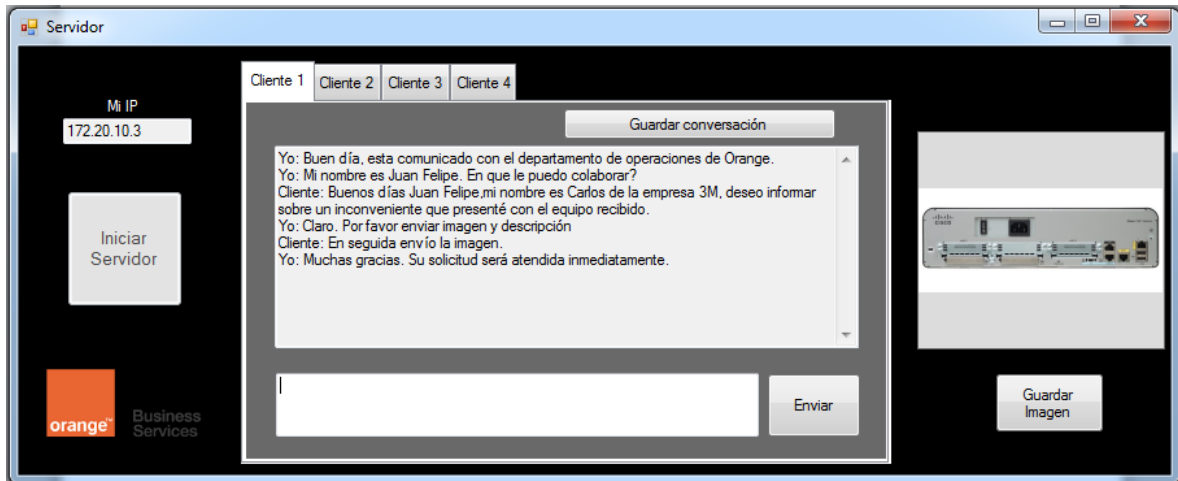 Servidor
Cliente 1
Cliente 2
Cliente 3
Cliente 4
Mi IP
172.20.10.3
Guardar conversación
Yo: Buen día, esta comunicado con el departamento de operaciones de Orange.
Yo: Mi nombre es Juan Felipe. En que le puedo colaborar?
Cliente: Buenos días Juan Felipe,mi nombre es Carlos de la empresa 3M, deseo informar
sobre un inconveniente que presenté con el equipo recibido.
Yo: Claro. Por favor enviar imagen y descripción
Cliente: En seguida envío la imagen.
Yo: Muchas gracias. Su solicitud será atendida inmediatamente.
Iniciar
Servidor
cisco
Enviar
Guardar
Imagen
orange™
Business
Services